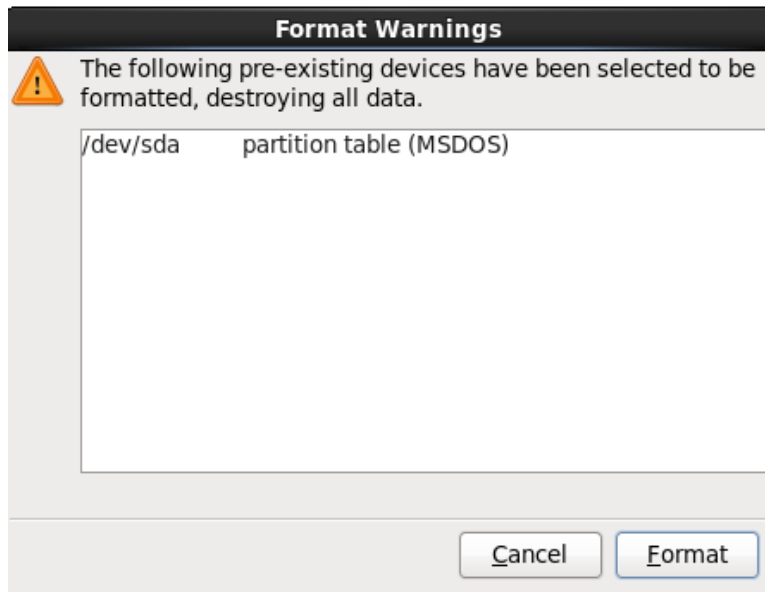 Format Warnings
The following pre-existing devices have been selected to be
formatted, destroying all data.
/dev/sda partition table (MSDOS)
Cancel Format